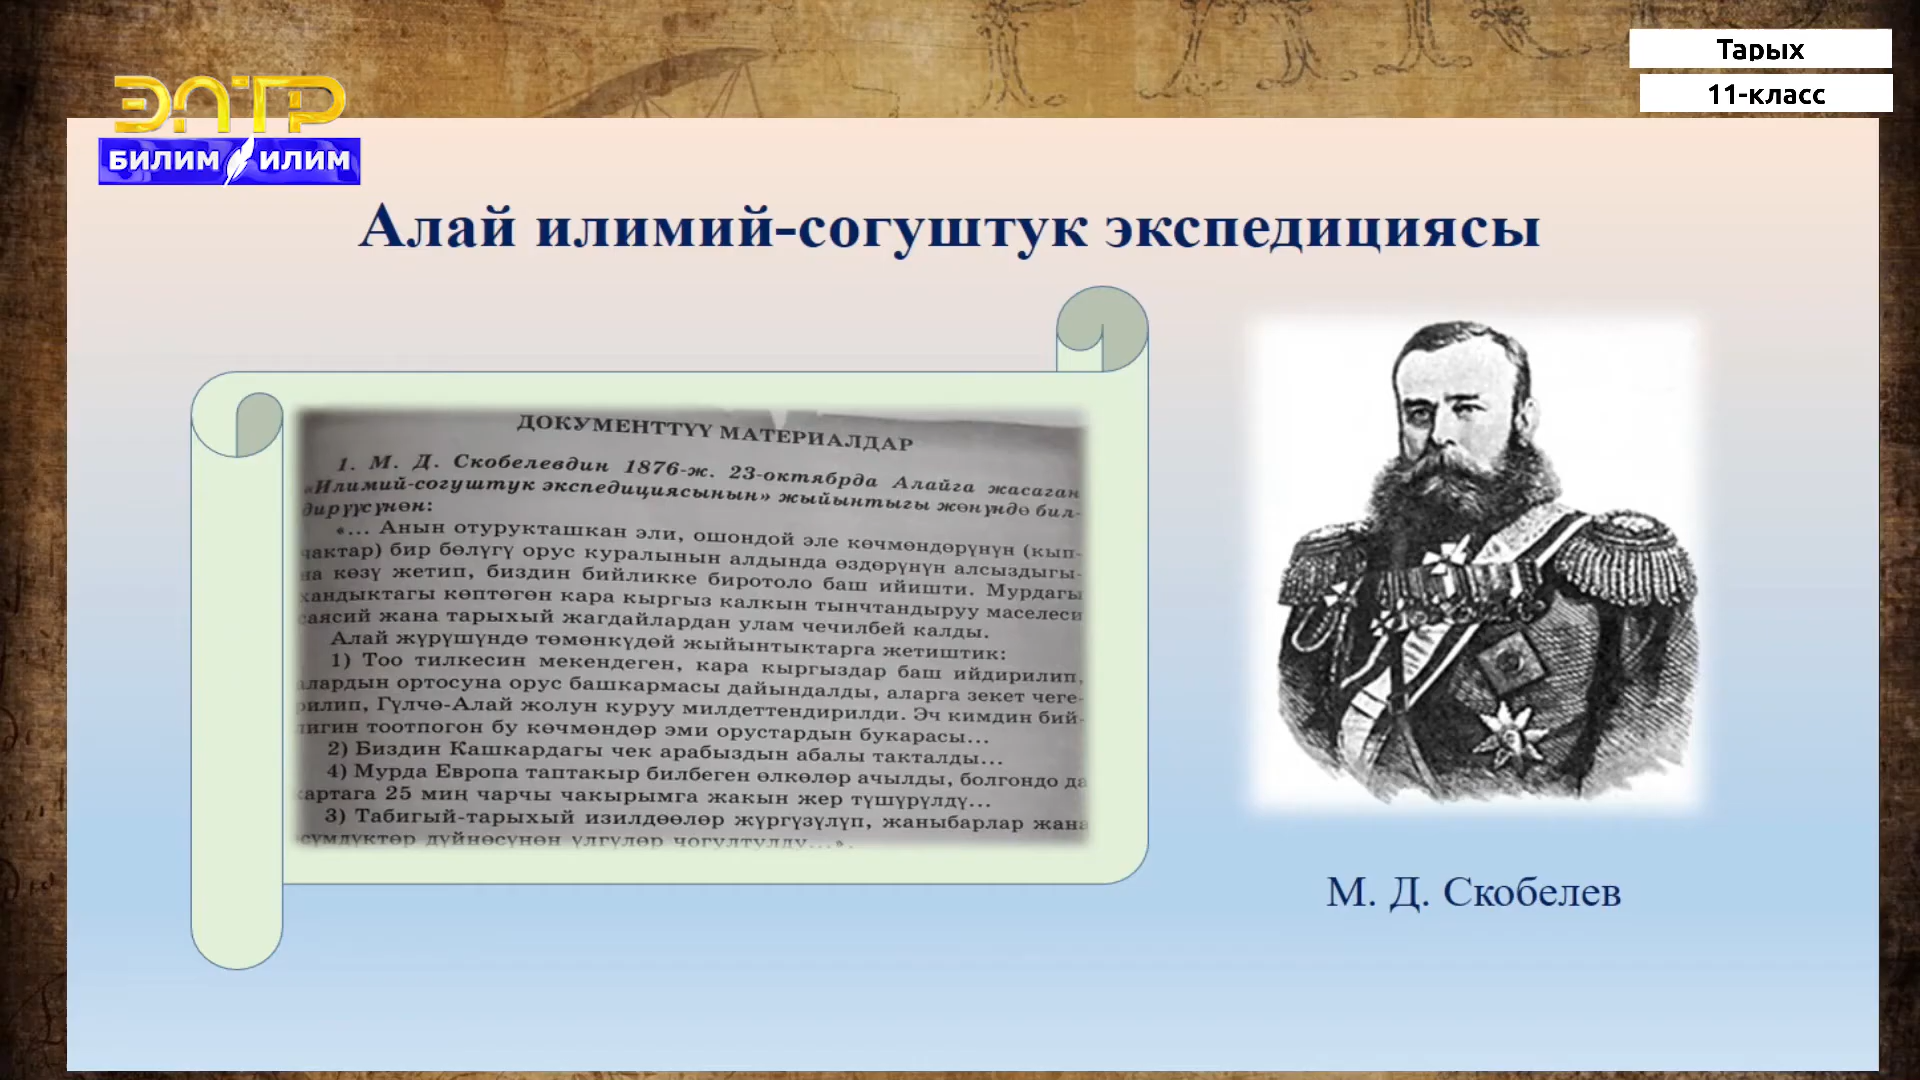 Тарых
11-класс
ЭЛТР
БИЛИМ ИЛИМ
Алай илимий-согуштук экспедициясы
ДОКУМЕНТТҮҮ МАТЕРИАЛДАР
1. М. Д. Скобелевдин 1876-ж. 23-октябрда Алайга жасаган
«Илимий-согуштук экспедициясынын» жыйынтыгы жөнүндө бил-
дирүүсүнөн:
«... Анын отурукташкан эли, ошондой эле көчмөндөрүнүн (кып-
чактар) бир бөлүгү орус куралынын алдында өздөрүнүн алсыздыгы-
на көзү жетип, биздин бийликке биротоло баш ийишти. Мурдагы
хандыктагы көптөгөн кара кыргыз калкын тынчтандыруу маселеси
саясий жана тарыхый жагдайлардан улам чечилбей калды.
Алай жүрүшүндө төмөнкүдөй жыйынтыктарга жетиштик:
1) Тоо тилкесин мекендеген, кара кыргыздар баш ийдирилип,
алардын ортосуна орус башкармасы дайындалды, аларга зекет чеге-
рилип, Гүлчө-Алай жолун куруу милдеттендирилди. Эч кимдин бий-
лигин тоотпогон бу көчмөндөр эми орустардын букарасы...
2) Биздин Кашкардагы чек арабыздын абалы такталды...
4) Мурда Европа таптакыр билбеген өлкөлөр ачылды, болгондо да
картага 25 миң чарчы чакырымга жакын жер түшүрүлдү...
3) Табигый-тарыхый изилдөөлөр жүргүзүлүп, жаныбарлар жана
өсүмдүктөр дүйнөсүнөн үлгүлөр чогултулду...».
М. Д. Скобелев